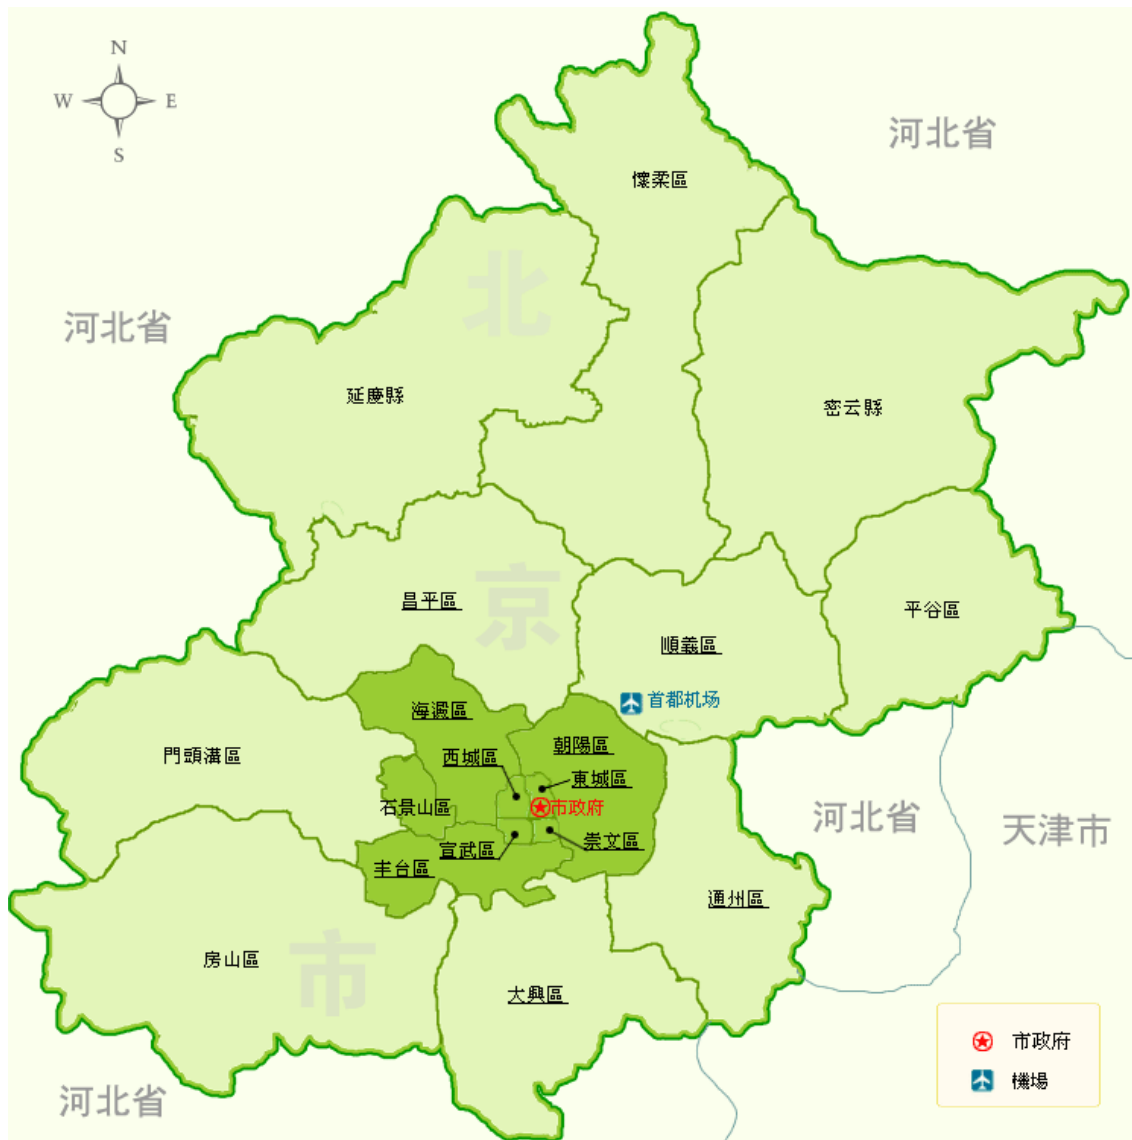 N
W
E
S
河北省
懷柔區
北
河北省
延慶縣
密云縣
昌平區
京
平谷區
順義區
首都机场
海澱區
朝陽區
門頭溝區
西城區
東城區
石景山區
市政府
河北省
天津市
宣武區
崇文區
丰台區
通州區
房山區
市
大興區
市政府
機場
河北省